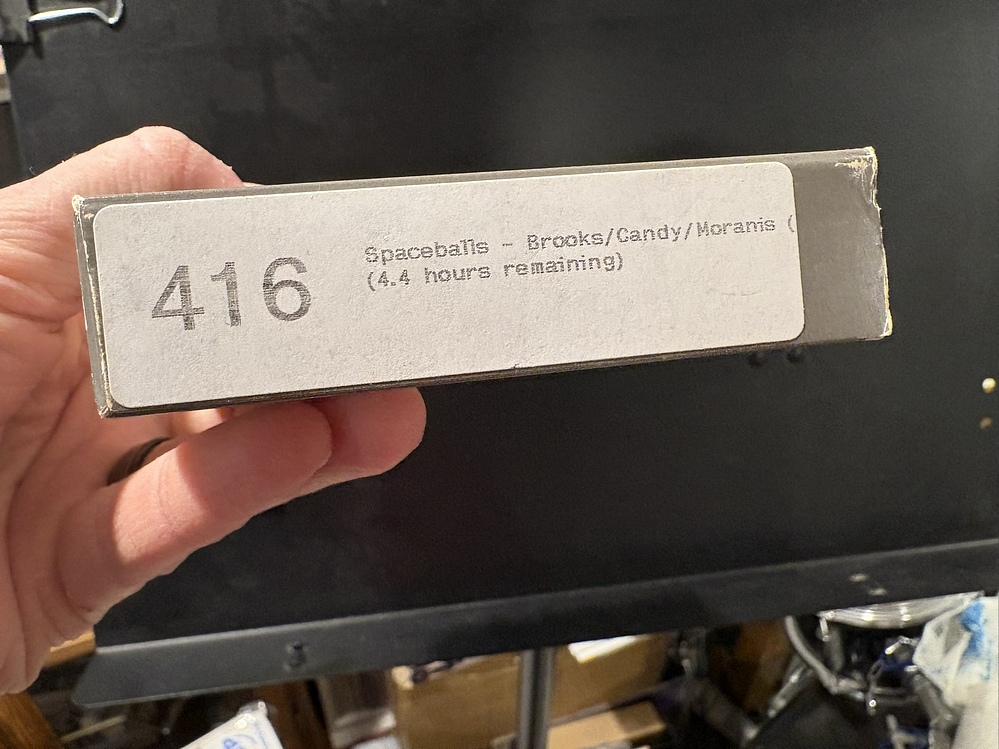 416
Spaceballs - Brooks/Candy/Moranis (
(4.4 hours remaining)